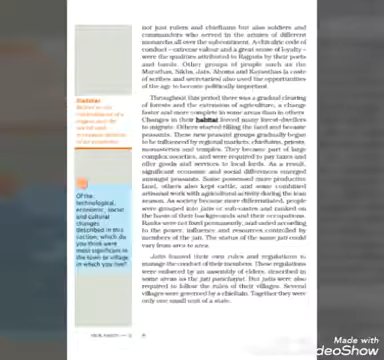 not just rulers and chieftains but also soldiers and
commanders who served in the armies of different
monarchs all over the subcontinent. A chivalric code of
conduct – extreme valour and a great sense of loyalty –
were the qualities attributed to Rajputs by their poets
and bards. Other groups of people such as the
Marathas, Sikhs, Jats, Ahoms and Kayasthas (a caste
of scribes and secretaries) also used the opportunities
of the age to become politically important.
Throughout this period there was a gradual clearing
of forests and the extension of agriculture, a change
faster and more complete in some areas than in others.
Changes in their habitat forced many forest-dwellers
to migrate. Others started tilling the land and became
peasants. These new peasant groups gradually began
to be influenced by regional markets, chieftains, priests,
monasteries and temples. They became part of large,
complex societies, and were required to pay taxes and
offer goods and services to local lords. As a result,
significant economic and social differences emerged
amongst peasants. Some possessed more productive
land, others also kept cattle, and some combined
artisanal work with agricultural activity during the lean
season. As society became more differentiated, people
were grouped into jatis or sub-castes and ranked on
the basis of their backgrounds and their occupations.
Ranks were not fixed permanently, and varied according
to the power, influence and resources controlled by
members of the jati. The status of the same jati could
vary from area to area.
Jatis framed their own rules and regulations to
manage the conduct of their members. These regulations
were enforced by an assembly of elders, described in
some areas as the jati panchayat. But jatis were also
required to follow the rules of their villages. Several
villages were governed by a chieftain. Together they were
only one small unit of a state.
Habitat
Of the
technological,
economic, social
and cultural
changes
described in this
section, which do
you think were
most significant in
the town or village
in which you live?
Made with
deoShow